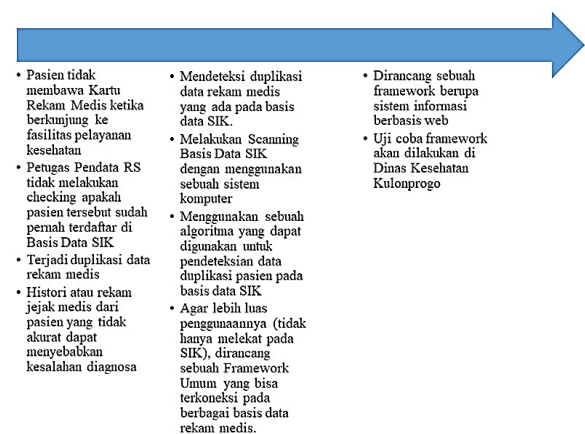 • Pasien tidak
membawa Kartu
Rekam Medis ketika
berkunjung ke
fasilitas pelayanan
kesehatan
• Petugas Pendata RS
tidak melakukan
checking apakah
pasien tersebut sudah
pernah terdaftar di
Basis Data SIK
• Terjadi duplikasi data
rekam medis
• Histori atau rekam
jejak medis dari
pasien yang tidak
akurat dapat
menyebabkan
kesalahan diagnosa
• Mendeteksi duplikasi
data rekam medis
yang ada pada basis
data SIK.
• Melakukan Scanning
Basis Data SIK
dengan menggunakan
sebuah sistem
komputer
• Menggunakan sebuah
algoritma yang dapat
digunakan untuk
pendeteksian data
duplikasi pasien pada
basis data SIK
• Agar lebih luas
penggunaannya (tidak
hanya melekat pada
SIK), dirancang
sebuah Framework
Umum yang bisa
terkoneksi pada
berbagai basis data
rekam medis.
• Dirancang sebuah
framework berupa
sistem informasi
berbasis web
• Uji coba framework
akan dilakukan di
Dinas Kesehatan
Kulonprogo